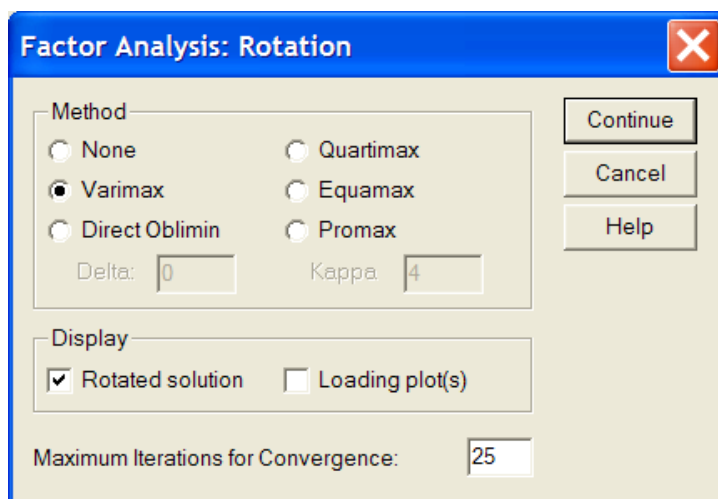 Factor Analysis: Rotation
Method
None
Quartimax
Varimax
Equamax
Direct Oblimin
Promax
Delta: 0
Kappa 4
Display
Rotated solution
Loading plot(s)
Maximum Iterations for Convergence: 25
Continue
Cancel
Help